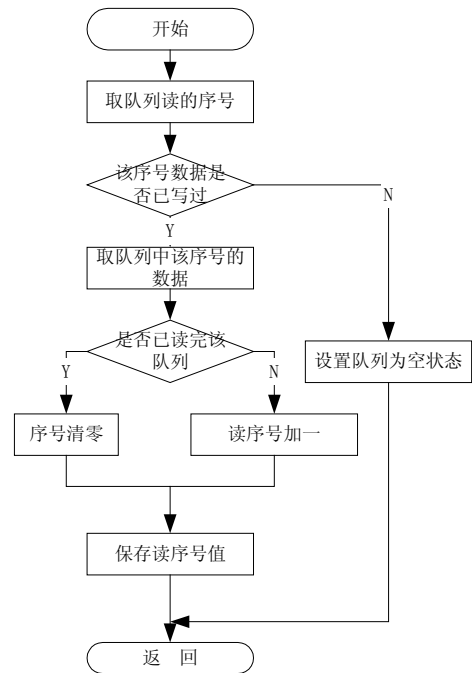 开始
取队列读的序号
该序号数据是
否已写过
N
Y
取队列中该序号的
数据
是否已读完该
队列
Y
N
设置队列为空状态
序号清零
读序号加一
保存读序号值
返 回